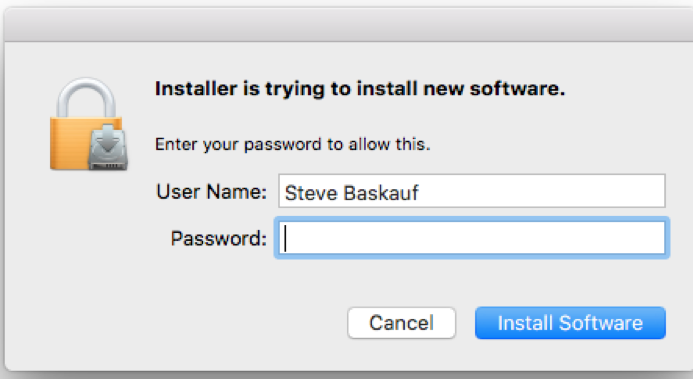 Installer is trying to install new software.
Enter your password to allow this.
User Name: Steve Baskauf
Password:
Cancel Install Software